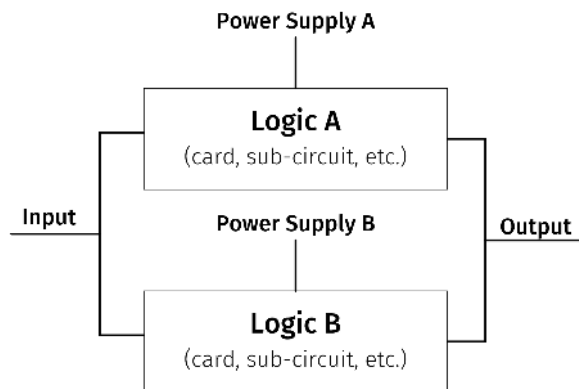 Power Supply A
Logic A
(card, sub-circuit, etc.)
Input
Power Supply B
Output
Logic B
(card, sub-circuit, etc.)